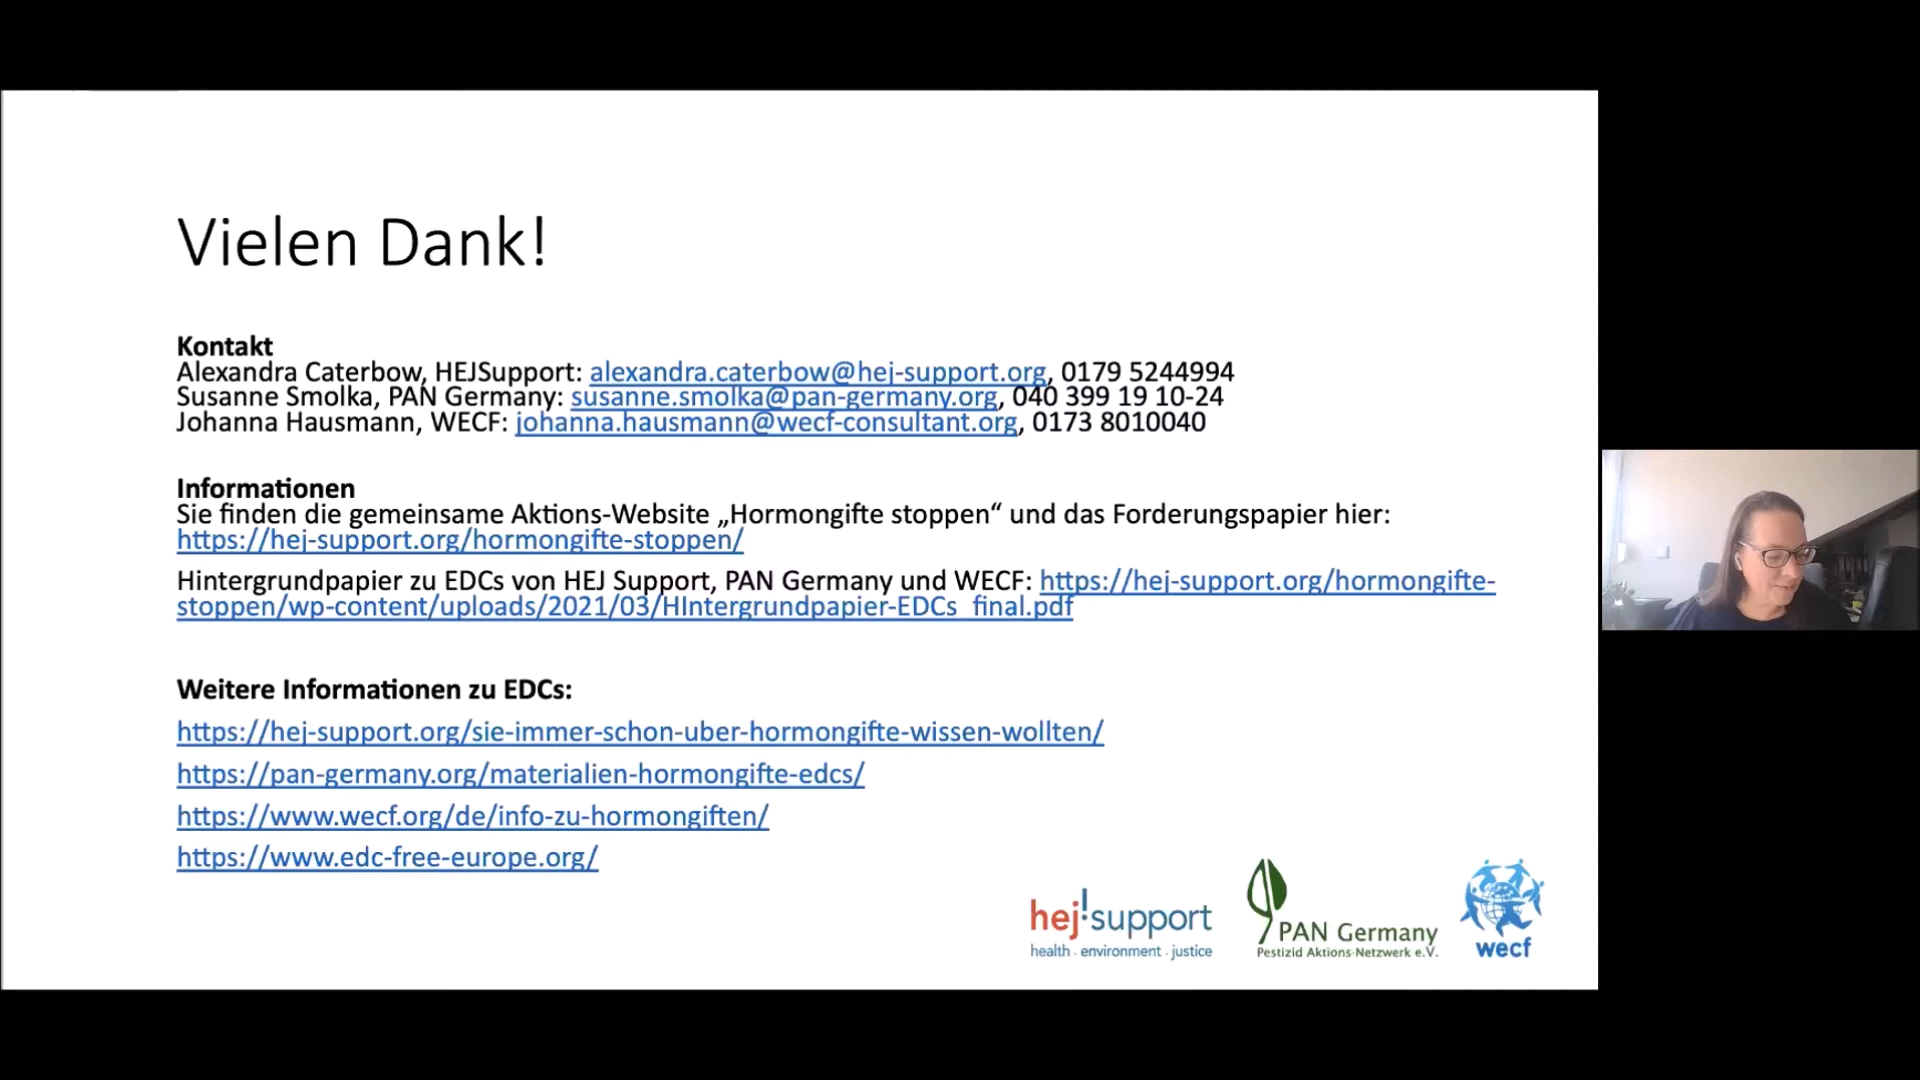 Vielen Dank!
Kontakt
Alexandra Caterbow, HEJSupport: alexandra.caterbow@hej-support.org, 0179 5244994
Susanne Smolka, PAN Germany: susanne.smolka@pan-germany.org, 040 399 19 10-24
Johanna Hausmann, WECF: johanna.hausmann@wecf-consultant.org, 0173 8010040
Informationen
Sie finden die gemeinsame Aktions-Website „Hormongifte stoppen“ und das Forderungspapier hier:
https://hej-support.org/hormongifte-stoppen/
Hintergrundpapier zu EDCs von HEJ Support, PAN Germany und WECF: https://hej-support.org/hormongifte-
stoppen/wp-content/uploads/2021/03/HIntergrundpapier-EDCs_final.pdf
Weitere Informationen zu EDCs:
https://hej-support.org/sie-immer-schon-uber-hormongifte-wissen-wollten/
https://pan-germany.org/materialien-hormongifte-edcs/
https://www.wecf.org/de/info-zu-hormongiften/
https://www.edc-free-europe.org/
hej!support
health . environment . justice
PAN Germany
Pestizid Aktions-Netzwerk e.V.
wecf